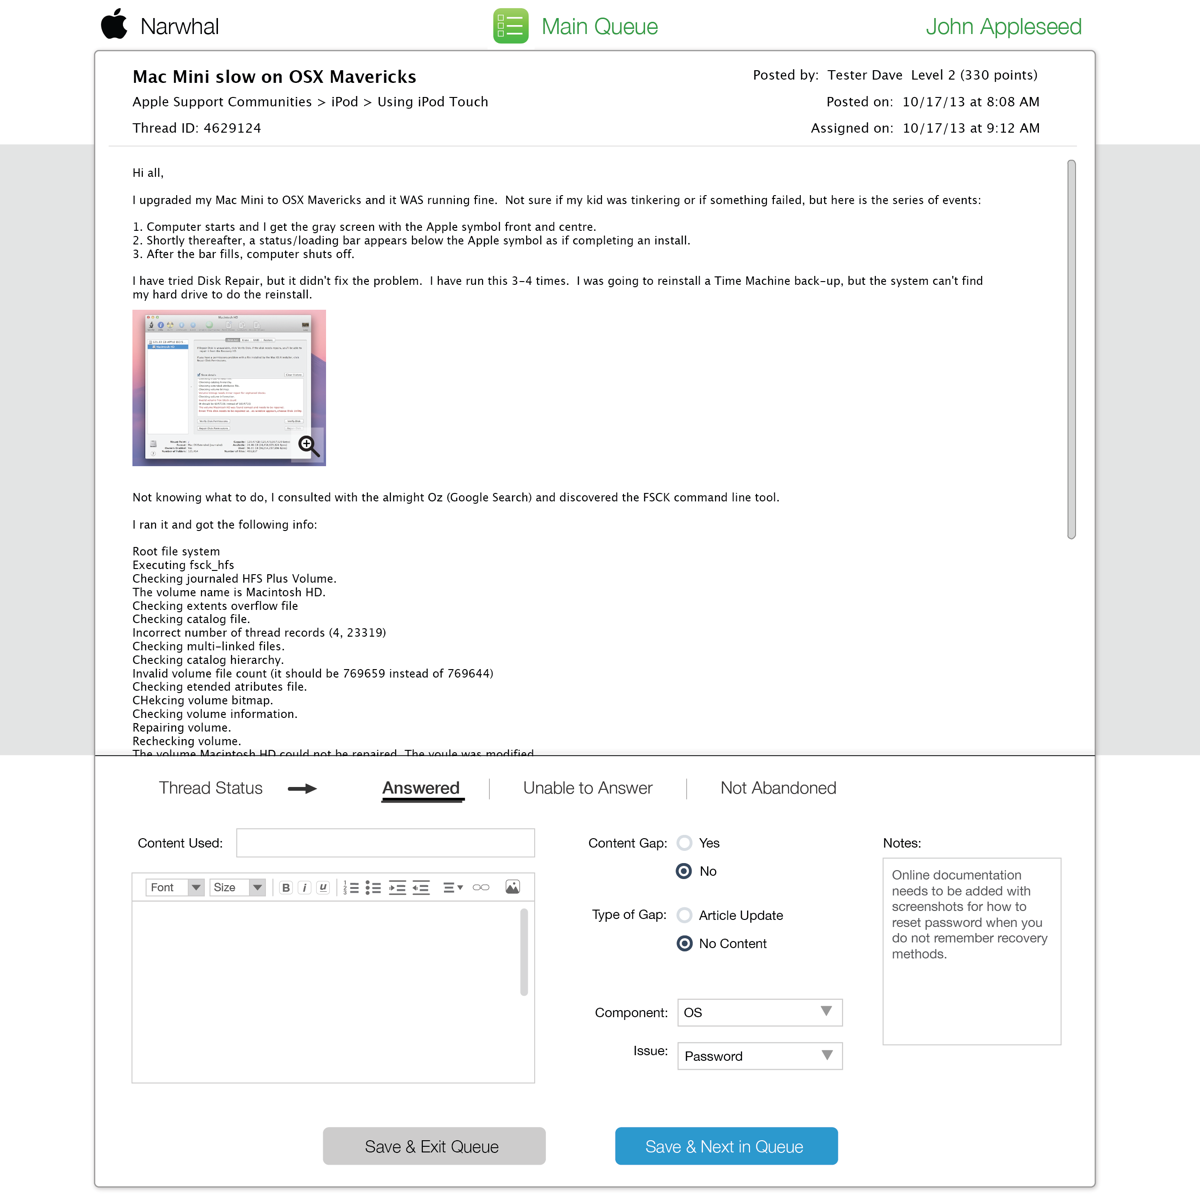 Narwhal
Main Queue
John Appleseed
Mac Mini slow on OSX Mavericks
Posted by: Tester Dave Level 2 (330 points)
Apple Support Communities > iPod > Using iPod Touch
Posted on: 10/17/13 at 8:08 AM
Thread ID: 4629124
Assigned on: 10/17/13 at 9:12 AM
Hi all,
I upgraded my Mac Mini to OSX Mavericks and it WAS running fine. Not sure if my kid was tinkering or if something failed, but here is the series of events:
1. Computer starts and I get the gray screen with the Apple symbol front and centre.
2. Shortly thereafter, a status/loading bar appears below the Apple symbol as if completing an install.
3. After the bar fills, computer shuts off.
I have tried Disk Repair, but it didn't fix the problem. I have run this 3-4 times. I was going to reinstall a Time Machine back-up, but the system can't find
my hard drive to do the reinstall.
Not knowing what to do, I consulted with the almight Oz (Google Search) and discovered the FSCK command line tool.
I ran it and got the following info:
Root file system
Executing fsck_hfs
Checking journaled HFS Plus Volume.
The volume name is Macintosh HD.
Checking extents overflow file
Checking catalog file.
Incorrect number of thread records (4, 23319)
Checking multi-linked files.
Checking catalog hierarchy.
Invalid volume file count (it should be 769659 instead of 769644)
Checking etended atributes file.
CHekcing volume bitmap.
Checking volume information.
Repairing volume.
Rechecking volume.
The volume Macintosh HD could not be repaired. The voule was modified
Thread Status
Answered
Unable to Answer
Not Abandoned
Content Used:
Font
Size
B i u
Content Gap:
Yes
No
Type of Gap:
Article Update
No Content
Component:
OS
Issue:
Password
Notes:
Online documentation
needs to be added with
screenshots for how to
reset password when you
do not remember recovery
methods.
Save & Exit Queue
Save & Next in Queue